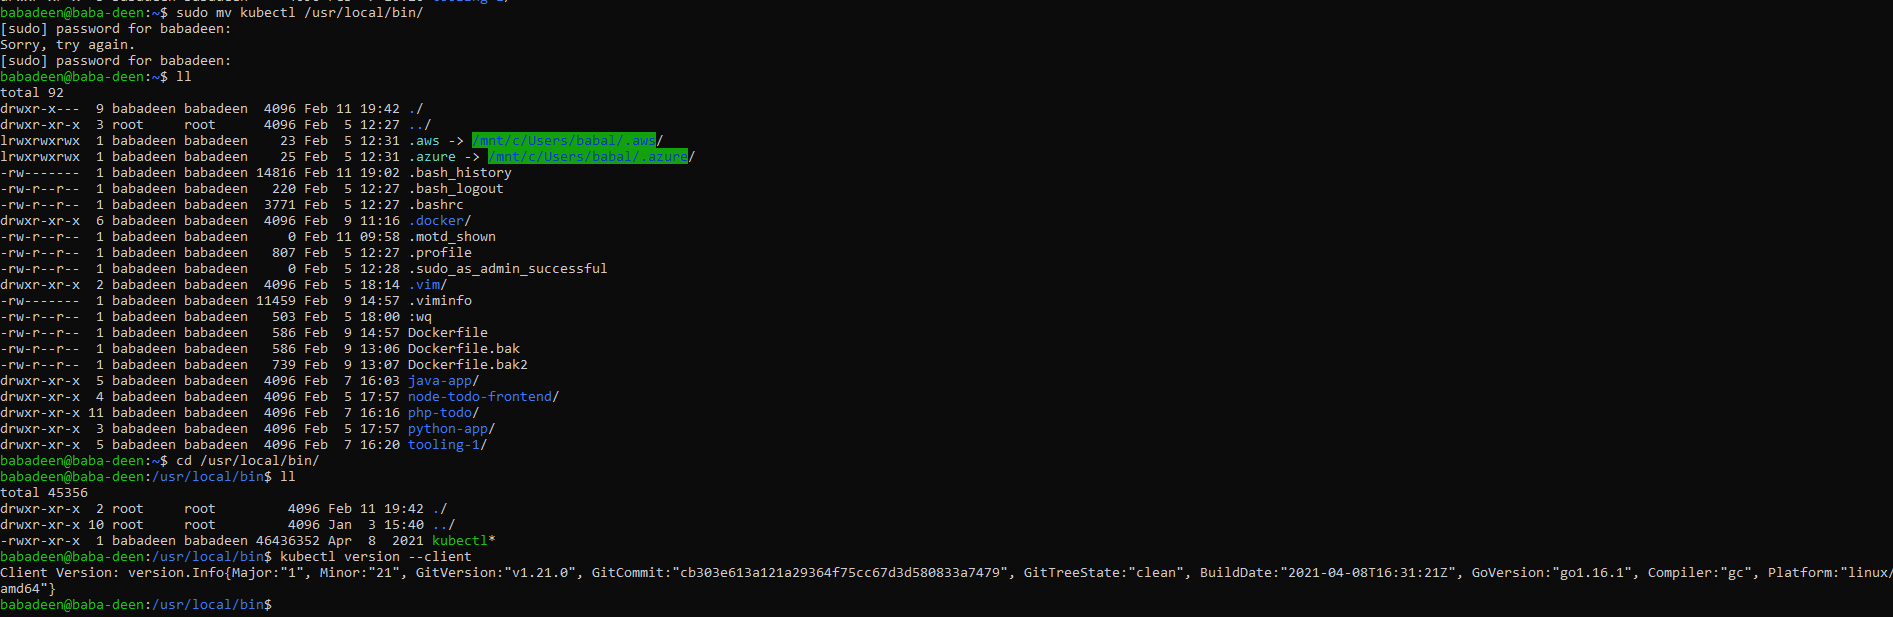 babadeen@baba-deen:~$ sudo mv kubectl /usr/local/bin/
[sudo] password for babadeen:
Sorry, try again.
[sudo] password for babadeen:
babadeen@baba-deen:~$ ll
total 92
drwxr-x---  9 babadeen babadeen  4096 Feb 11 19:42 ./
drwxr-xr-x  3 root     root      4096 Feb  5 12:27 ../
lrwxrwxrwx  1 babadeen babadeen    23 Feb  5 12:31 .aws -> /mnt/c/Users/babal/.aws/
lrwxrwxrwx  1 babadeen babadeen    25 Feb  5 12:31 .azure -> /mnt/c/Users/babal/.azure/
-rw-------  1 babadeen babadeen 14816 Feb 11 19:02 .bash_history
-rw-r--r--  1 babadeen babadeen   220 Feb  5 12:27 .bash_logout
-rw-r--r--  1 babadeen babadeen  3771 Feb  5 12:27 .bashrc
drwxr-xr-x  6 babadeen babadeen  4096 Feb  9 11:16 .docker/
-rw-r--r--  1 babadeen babadeen     0 Feb 11 09:58 .motd_shown
-rw-r--r--  1 babadeen babadeen   807 Feb  5 12:27 .profile
-rw-r--r--  1 babadeen babadeen     0 Feb  5 12:28 .sudo_as_admin_successful
drwxr-xr-x  2 babadeen babadeen  4096 Feb  5 18:14 .vim/
-rw-------  1 babadeen babadeen 11459 Feb  9 14:57 .viminfo
-rw-r--r--  1 babadeen babadeen   503 Feb  5 18:00 :wq
-rw-r--r--  1 babadeen babadeen   586 Feb  9 14:57 Dockerfile
-rw-r--r--  1 babadeen babadeen   586 Feb  9 13:06 Dockerfile.bak
-rw-r--r--  1 babadeen babadeen   739 Feb  9 13:07 Dockerfile.bak2
drwxr-xr-x  5 babadeen babadeen  4096 Feb  7 16:03 java-app/
drwxr-xr-x  4 babadeen babadeen  4096 Feb  5 17:57 node-todo-frontend/
drwxr-xr-x 11 babadeen babadeen  4096 Feb  7 16:16 php-todo/
drwxr-xr-x  3 babadeen babadeen  4096 Feb  5 17:57 python-app/
drwxr-xr-x  5 babadeen babadeen  4096 Feb  7 16:20 tooling-1/
babadeen@baba-deen:~$ cd /usr/local/bin/
babadeen@baba-deen:/usr/local/bin$ ll
total 45356
drwxr-xr-x  2 root     root         4096 Feb 11 19:42 ./
drwxr-xr-x 10 root     root         4096 Jan  3 15:40 ../
-rwxr-xr-x  1 babadeen babadeen 46436352 Apr  8  2021 kubectl*
babadeen@baba-deen:/usr/local/bin$ kubectl version --client
Client Version: version.Info{Major:"1", Minor:"21", GitVersion:"v1.21.0", GitCommit:"cb303e613a121a29364f75cc67d3d580833a7479", GitTreeState:"clean", BuildDate:"2021-04-08T16:31:21Z", GoVersion:"go1.16.1", Compiler:"gc", Platform:"linux/
amd64"}
babadeen@baba-deen:/usr/local/bin$